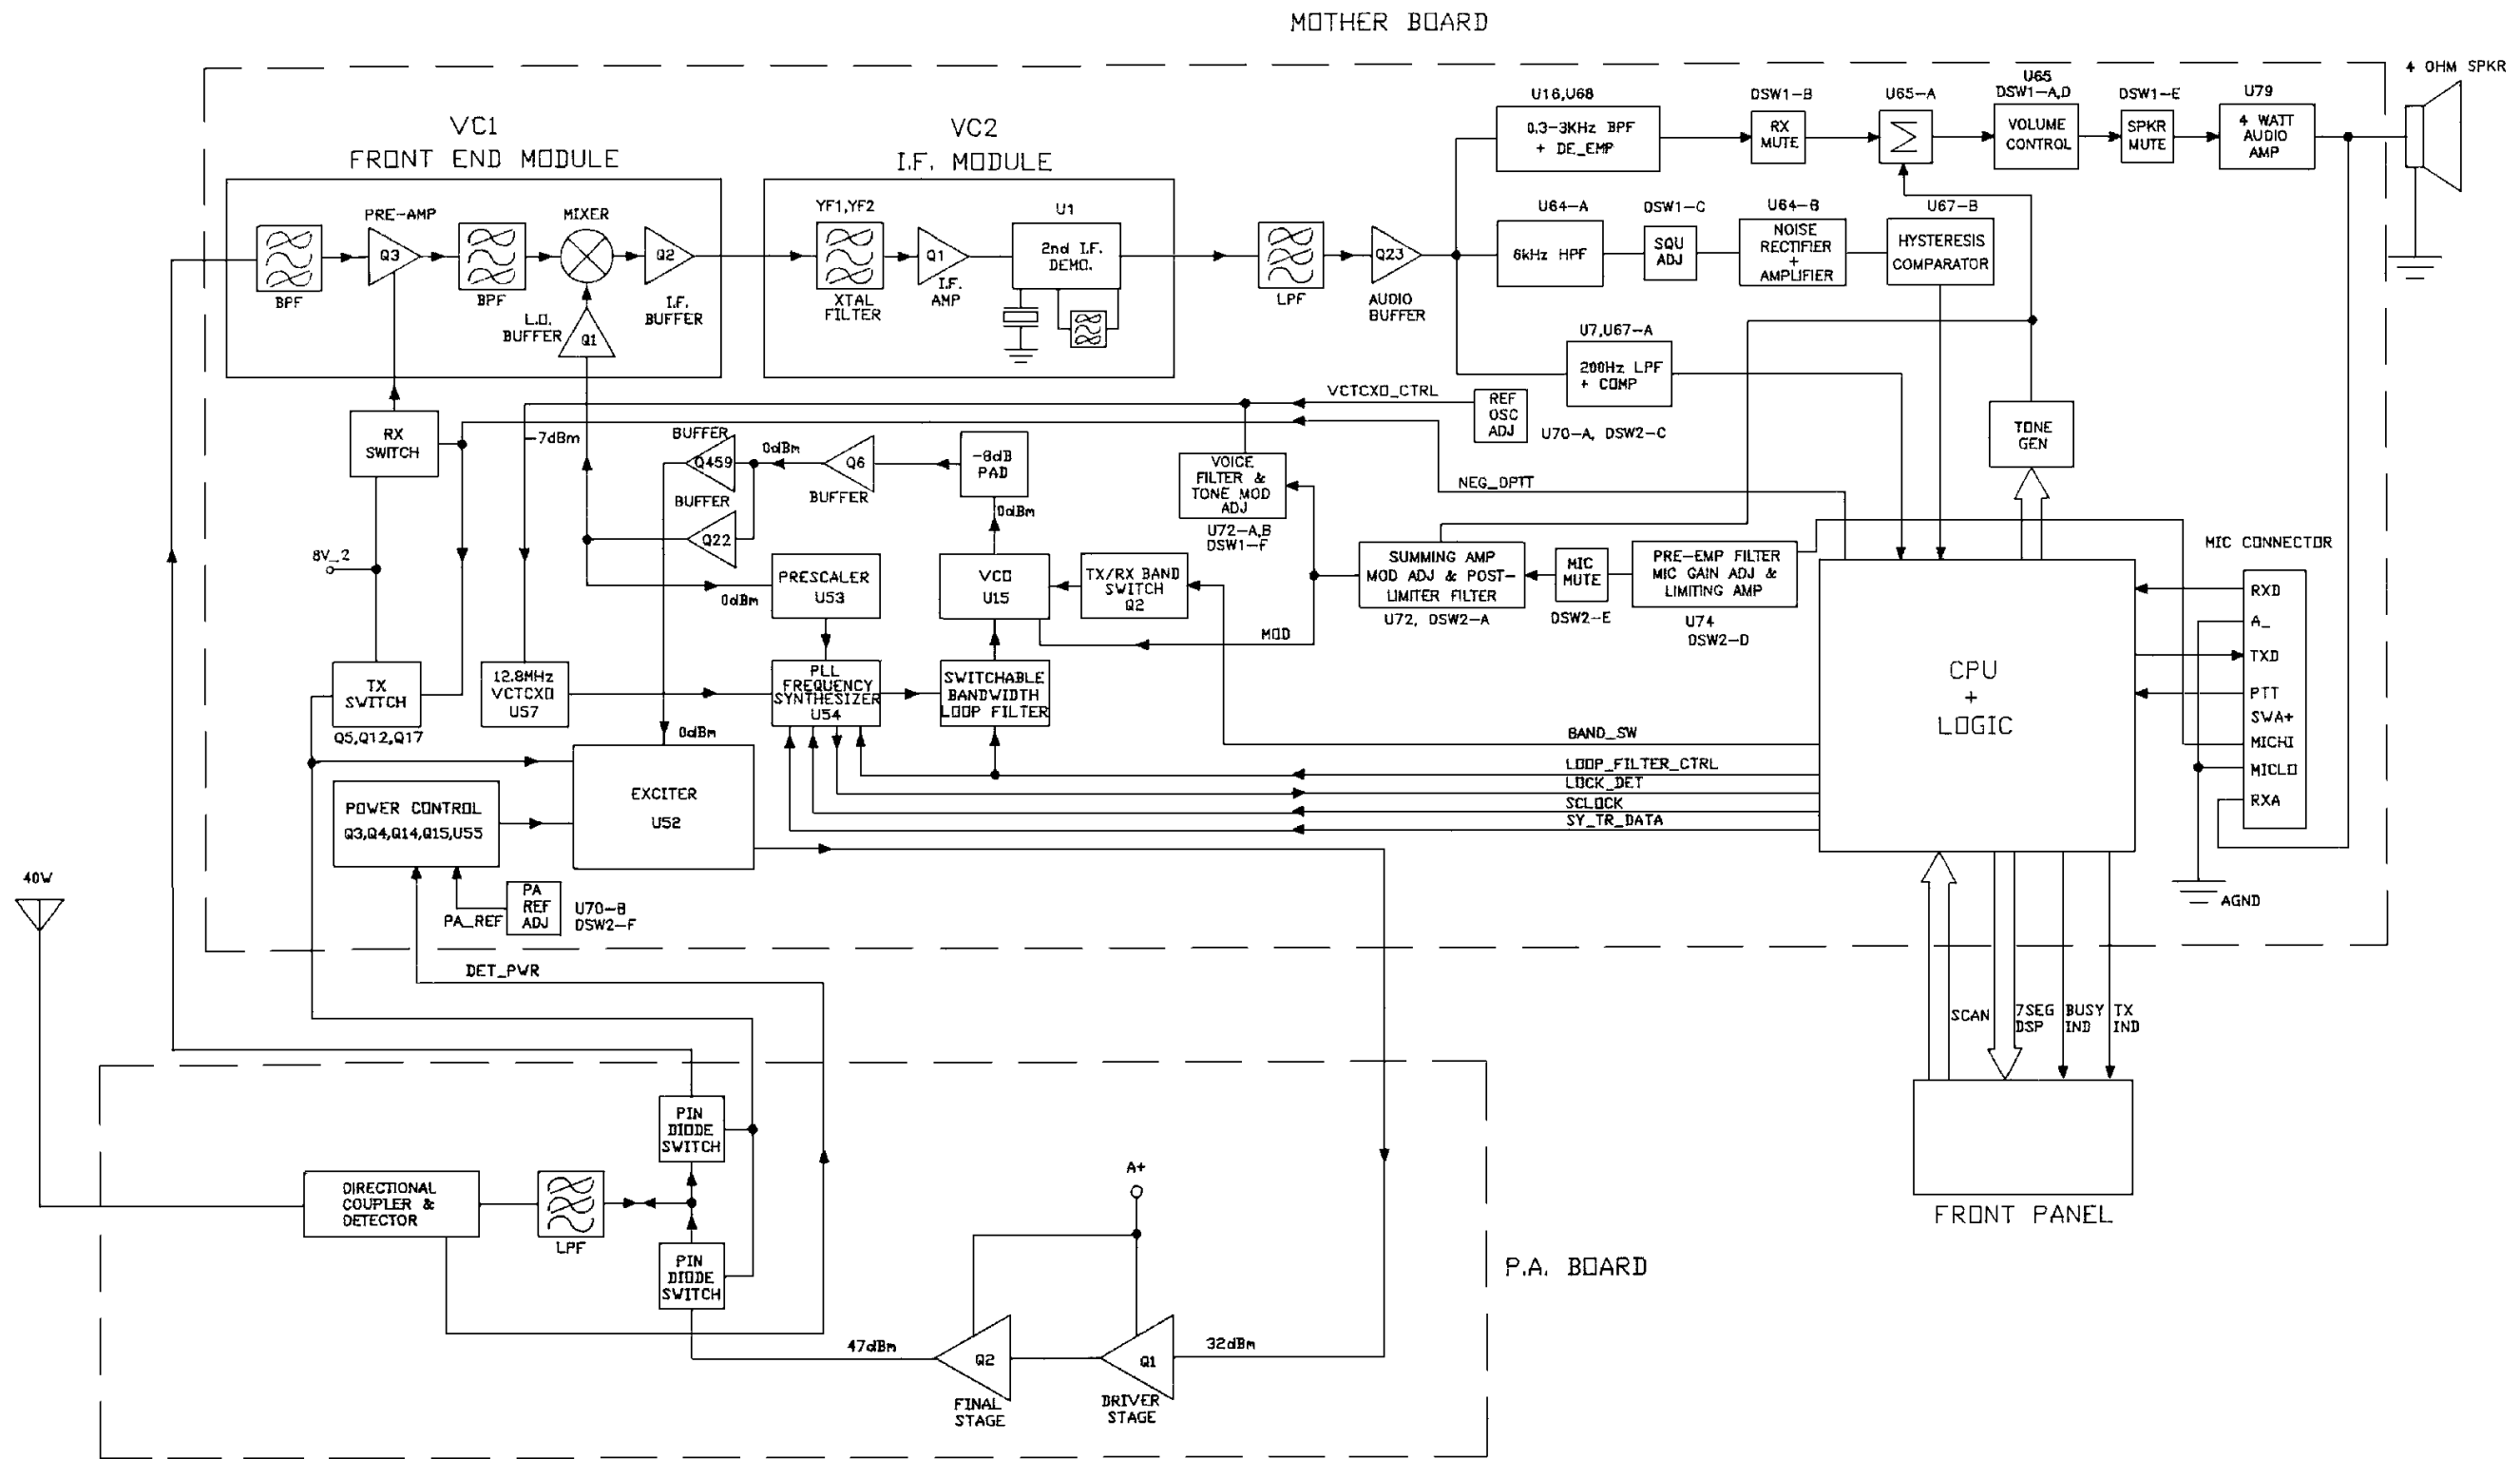 MOTHER BOARD
4 OHM SPKR
VC1
FRONT END MODULE
BPF
PRE-AMP
Q3
BPF
MIXER
L.O.
BUFFER
Q1
Q2
I.F.
BUFFER
VC2
I.F. MODULE
YF1,YF2
XTAL
FILTER
Q1
I.F.
AMP
U1
2nd I.F.
DEMO.
LPF
Q23
AUDIO
BUFFER
U16,U68
0.3-3KHz BPF
+ DE_EMP
DSW1-B
RX
MUTE
U65-A
Σ
U65
DSW1-A,D
VOLUME
CONTROL
DSW1-E
SPKR
MUTE
U79
4 WATT
AUDIO
AMP
U64-A
6kHz HPF
DSW1-C
SQU
ADJ
U64-B
NOISE
RECTIFIER
+
AMPLIFIER
U67-B
HYSTERESIS
COMPARATOR
U7,U67-A
200Hz LPF
+ COMP
TONE
GEN
RX
SWITCH
-7dBm
VCTCXO_CTRL
REF
OSC
ADJ
U70-A, DSW2-C
BUFFER
Q459
0dBm
Q6
BUFFER
-8dB
PAD
0dBm
BUFFER
Q22
VOICE
FILTER &
TONE MOD
ADJ
U72-A,B
DSW1-F
NEG_OPTT
8V_2
PRESCALER
U53
0dBm
VCO
U15
TX/RX BAND
SWITCH
Q2
SUMMING AMP
MOD ADJ & POST-
LIMITER FILTER
U72, DSW2-A
MIC
MUTE
DSW2-E
PRE-EMP FILTER
MIC GAIN ADJ &
LIMITING AMP
U74
DSW2-D
MOD
MIC CONNECTOR
RXD
A_
TXD
PTT
SWA+
MICHI
MICLO
RXA
AGND
CPU
+
LOGIC
TX
SWITCH
Q5,Q12,Q17
12.8MHz
VCTCXO
U57
PLL
FREQUENCY
SYNTHESIZER
U54
SWITCHABLE
BANDWIDTH
LOOP FILTER
0dBm
BAND_SW
LOOP_FILTER_CTRL
LOCK_DET
SCLOCK
SY_TR_DATA
POWER CONTROL
Q3,Q4,Q14,Q15,U55
EXCITER
U52
PA_REF
PA
REF
ADJ
U70-B
DSW2-F
40W
DET_PWR
SCAN
7SEG
DSP
BUSY
IND
TX
IND
FRONT PANEL
PIN
DIODE
SWITCH
DIRECTIONAL
COUPLER &
DETECTOR
LPF
PIN
DIODE
SWITCH
A+
P.A. BOARD
47dBm
Q2
FINAL
STAGE
Q1
DRIVER
STAGE
32dBm